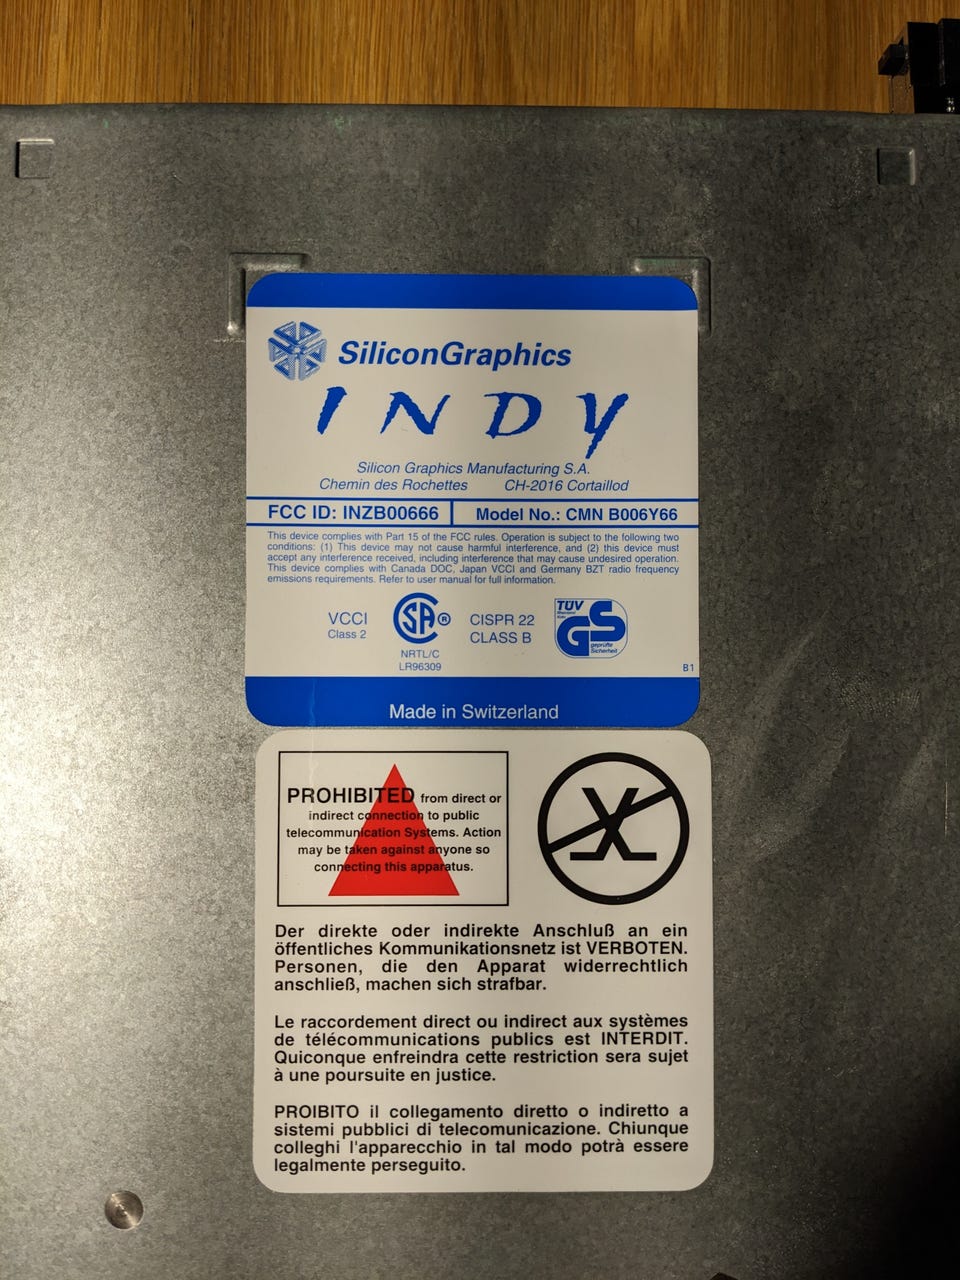 SiliconGraphics
INDY
Silicon Graphics Manufacturing S.A.
Chemin des Rochettes CH-2016 Cortaillod
FCC ID: INZB00666 Model No.: CMN B006Y66
This device complies with Part 15 of the FCC rules. Operation is subject to the following two
conditions: (1) This device may not cause harmful interference, and (2) this device must
accept any interference received, including interference that may cause undesired operation.
This device complies with Canada DOC, Japan VCCI and Germany BZT radio frequency
emissions requirements. Refer to user manual for full information.
VCCI
Class 2
SA ®
NRTL/C
LR96309
CISPR 22
CLASS B
TÜV
GS
geprüfte
Sicherheit
B1
Made in Switzerland
PROHIBITED from direct or
indirect connection to public
telecommunication Systems. Action
may be taken against anyone so
connecting this apparatus.
Der direkte oder indirekte Anschluß an ein
öffentliches Kommunikationsnetz ist VERBOTEN.
Personen, die den Apparat widerrechtlich
anschließ, machen sich strafbar.
Le raccordement direct ou indirect aux systèmes
de télécommunications publics est INTERDIT.
Quiconque enfreindra cette restriction sera sujet
à une poursuite en justice.
PROIBITO il collegamento diretto o indiretto a
sistemi pubblici di telecomunicazione. Chiunque
colleghi l'apparecchio in tal modo potrà essere
legalmente perseguito.